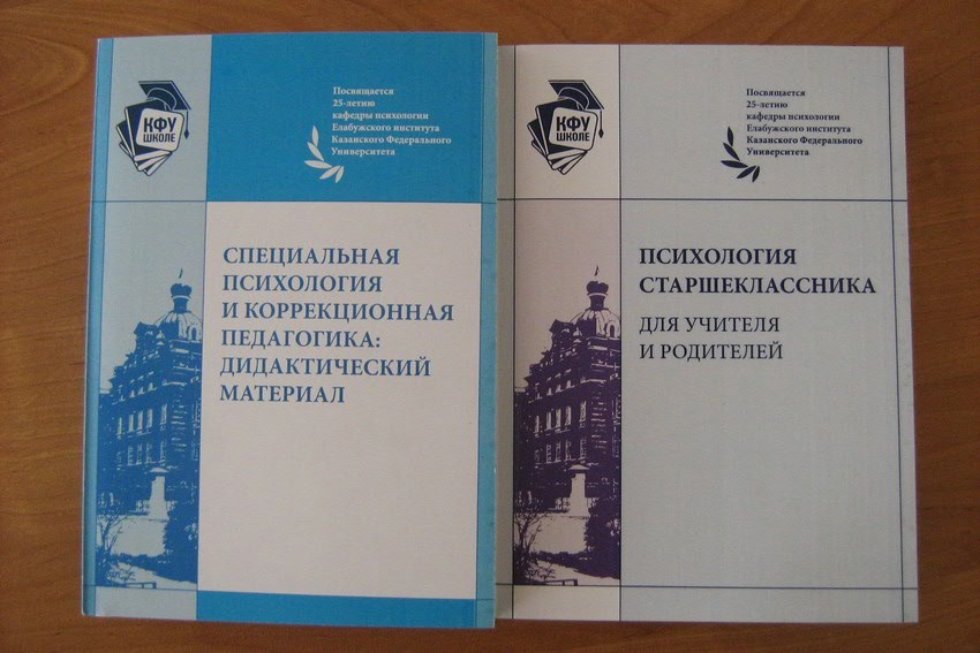 КФУ
ШКОЛЕ
Посвящается
25-летию
кафедры психологии
Елабужского института
Казанского Федерального
Университета
СПЕЦИАЛЬНАЯ
ПСИХОЛОГИЯ
И КОРРЕКЦИОННАЯ
ПЕДАГОГИКА:
ДИДАКТИЧЕСКИЙ
МАТЕРИАЛ
КФУ
ШКОЛЕ
Посвящается
25-летию
кафедры психологии
Елабужского института
Казанского Федерального
Университета
ПСИХОЛОГИЯ
СТАРШЕКЛАССНИКА
ДЛЯ УЧИТЕЛЯ
И РОДИТЕЛЕЙ